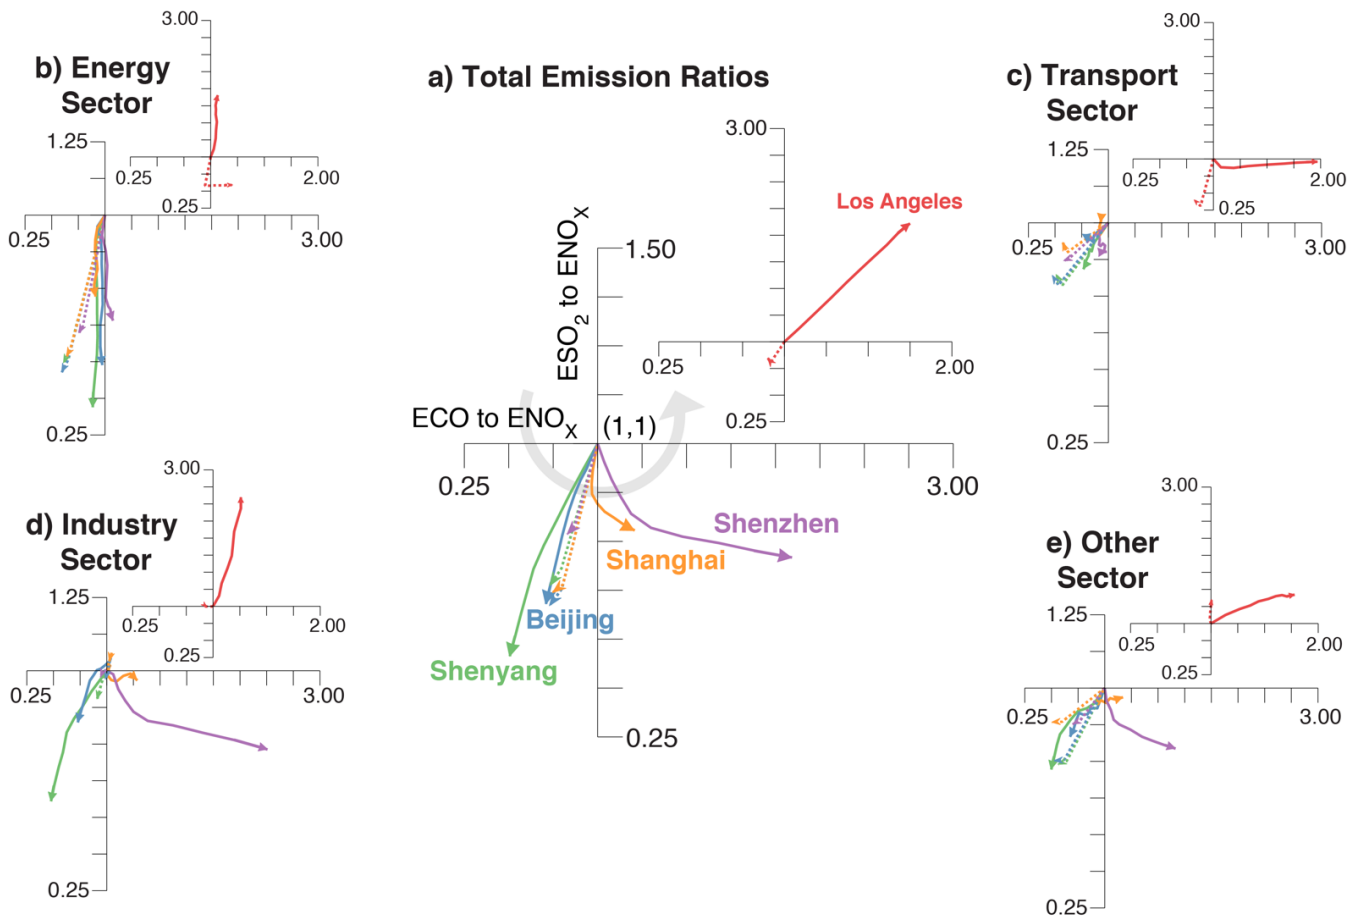 a) Total Emission Ratios
3.00
Los Angeles
0.25
2.00
0.25
ESO2 to ENOX
1.50
ECO to ENOX
(1,1)
0.25
3.00
Shenzhen
Shanghai
Beijing
Shenyang
0.25
b) Energy
Sector
3.00
0.25
2.00
0.25
1.25
0.25
3.00
0.25
c) Transport
Sector
3.00
0.25
2.00
0.25
1.25
0.25
3.00
0.25
d) Industry
Sector
3.00
0.25
2.00
0.25
1.25
0.25
3.00
0.25
e) Other
Sector
3.00
0.25
2.00
0.25
1.25
0.25
3.00
0.25